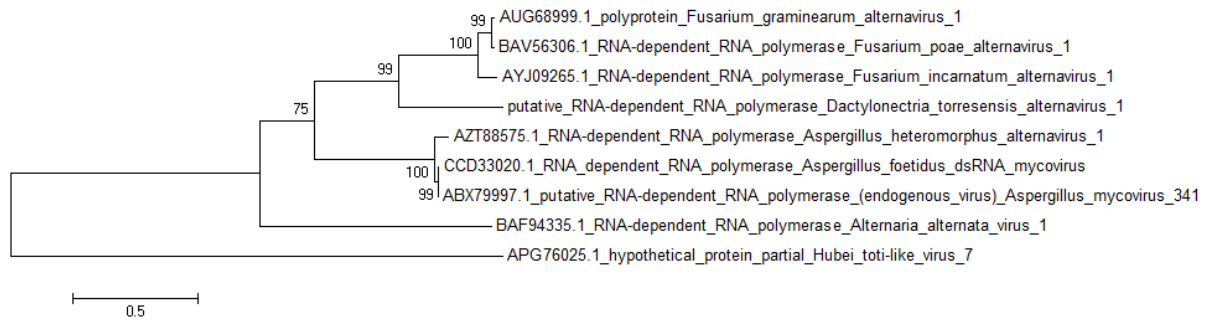 99
AUG68999.1_polyprotein_Fusarium_graminearum_alternavirus_1
100
BAV56306.1_RNA-dependent_RNA_polymerase_Fusarium_poae_alternavirus_1
99
AYJ09265.1_RNA-dependent_RNA_polymerase_Fusarium_incarnatum_alternavirus_1
75
putative_RNA-dependent_RNA_polymerase_Dactylonectria_torresensis_alternavirus_1
AZT88575.1_RNA-dependent_RNA_polymerase_Aspergillus_heteromorphus_alternavirus_1
100
CCD33020.1_RNA_dependent_RNA_polymerase_Aspergillus_foetidus_dsRNA_mycovirus
99
ABX79997.1_putative_RNA-dependent_RNA_polymerase_(endogenous_virus)_Aspergillus_mycovirus_341
BAF94335.1_RNA-dependent_RNA_polymerase_Alternaria_alternata_virus_1
APG76025.1_hypothetical_protein_partial_Hubei_toti-like_virus_7
0.5